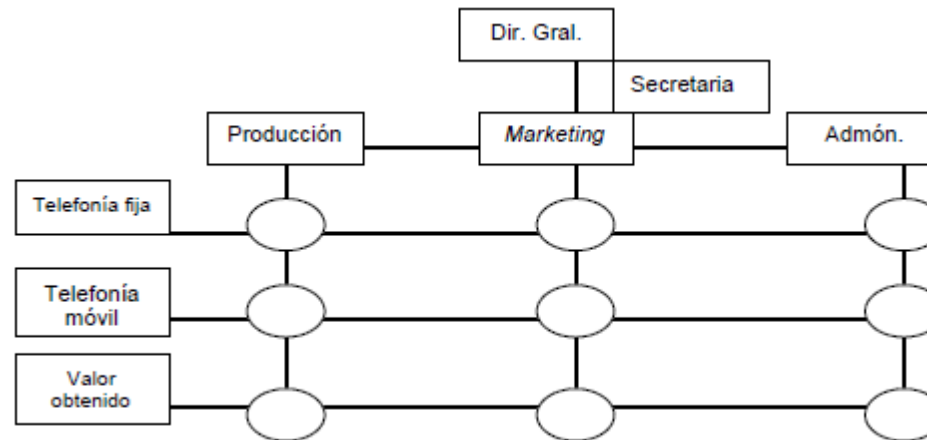 Dir. Gral.
Secretaria
Producción
Marketing
Admón.
Telefonía fija
Telefonía
móvil
Valor
obtenido